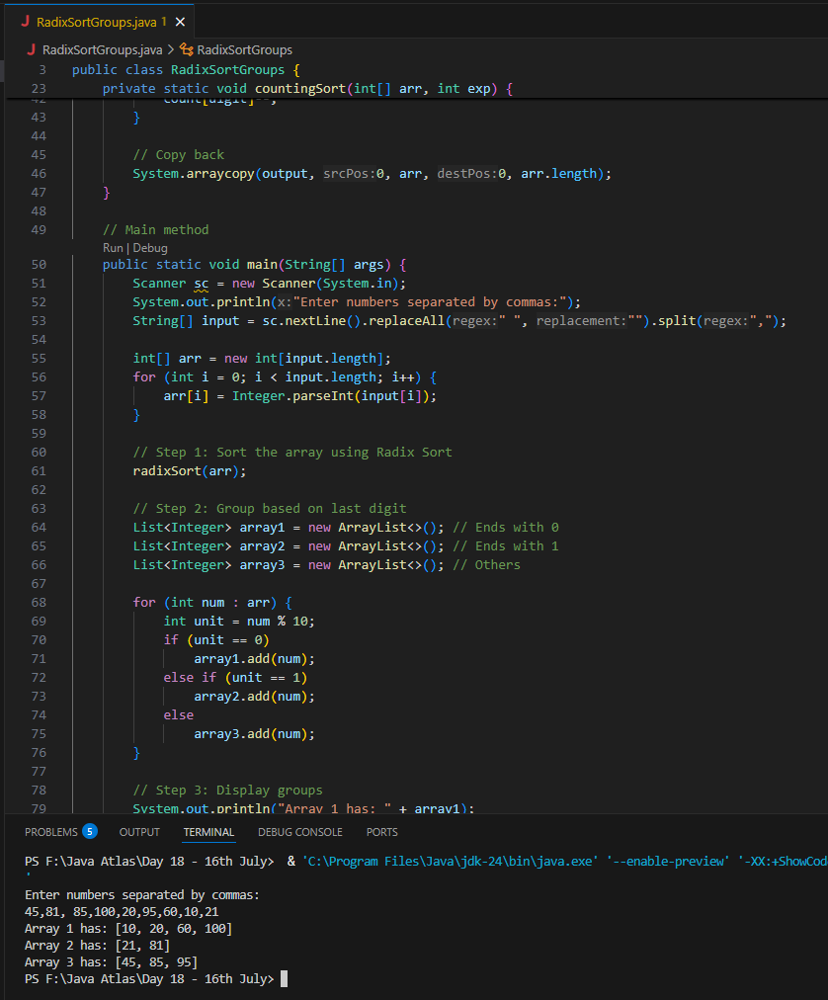 RadixSortGroups.java 1 ×
RadixSortGroups.java > RadixSortGroups
3 public class RadixSortGroups {
23 private static void countingSort(int[] arr, int exp) {
42 count[digit]--;
43 }
44
45 // Copy back
46 System.arraycopy(output, srcPos:0, arr, destPos:0, arr.length);
47 }
48
49 // Main method
Run | Debug
50 public static void main(String[] args) {
51 Scanner sc = new Scanner(System.in);
52 System.out.println(x:"Enter numbers separated by commas:");
53 String[] input = sc.nextLine().replaceAll(regex:" ", replacement:"").split(regex:",");
54
55 int[] arr = new int[input.length];
56 for (int i = 0; i < input.length; i++) {
57 arr[i] = Integer.parseInt(input[i]);
58 }
59
60 // Step 1: Sort the array using Radix Sort
61 radixSort(arr);
62
63 // Step 2: Group based on last digit
64 List<Integer> array1 = new ArrayList<>(); // Ends with 0
65 List<Integer> array2 = new ArrayList<>(); // Ends with 1
66 List<Integer> array3 = new ArrayList<>(); // Others
67
68 for (int num : arr) {
69 int unit = num % 10;
70 if (unit == 0)
71 array1.add(num);
72 else if (unit == 1)
73 array2.add(num);
74 else
75 array3.add(num);
76 }
77
78 // Step 3: Display groups
79 System.out.println("Array 1 has: " + array1);
PROBLEMS 5 OUTPUT TERMINAL DEBUG CONSOLE PORTS
PS F:\Java Atlas\Day 18 - 16th July> & 'C:\Program Files\Java\jdk-24\bin\java.exe' '--enable-preview' '-XX:+ShowCod
'
Enter numbers separated by commas:
45,81, 85,100,20,95,60,10,21
Array 1 has: [10, 20, 60, 100]
Array 2 has: [21, 81]
Array 3 has: [45, 85, 95]
PS F:\Java Atlas\Day 18 - 16th July>